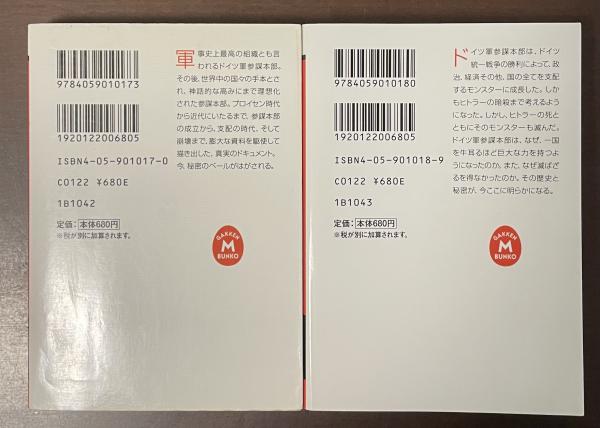 軍事史上最高の組織とも言
われるドイツ軍参謀本部。
その後、世界中の国々の手本とさ
れ、神話的な高みにまで理想化
された参謀本部。プロイセン時代
から近代にいたるまで、参謀本部
の成立から、支配の時代、そして
崩壊まで、膨大な資料を駆使して
描き出した、真実のドキュメント。
今、秘密のベールがはがされる。
9784059010173
1920122006805
ISBN4-05-901017-0
C0122 ¥680E
1B1042
定価：本体680円
※税が別に加算されます。
GAKKEN
M
BUNKO
ドイツ軍参謀本部は、ドイツ
統一戦争の勝利によって、政
治、経済その他、国の全てを支配
するモンスターに成長した。しか
もヒトラーの暗殺まで考えるよう
になった。しかし、ヒトラーの死と
ともにそのモンスターも滅んだ。
ドイツ軍参謀本部は、なぜ、一国
を牛耳るほど巨大な力を持つよう
になったのか、また、なぜ滅ばざ
るを得なかったのか。その歴史と
秘密が、今ここに明らかになる。
9784059010180
1920122006805
ISBN4-05-901018-9
C0122 ¥680E
1B1043
定価：本体680円
※税が別に加算されます。
GAKKEN
M
BUNKO